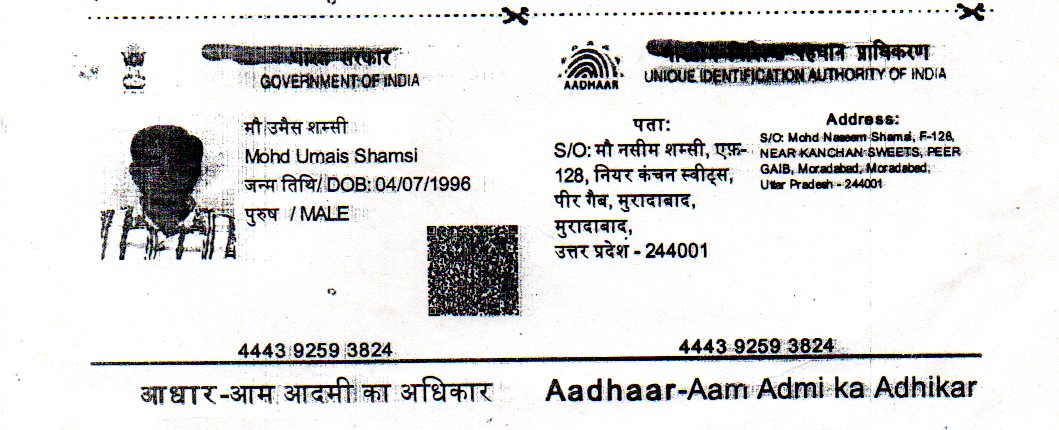 भारत सरकार
GOVERNMENT OF INDIA
मौ उमैस शम्सी
Mohd Umais Shamsi
जन्म तिथि/ DOB: 04/07/1996
पुरुष / MALE
4443 9259 3824
आधार-आम आदमी का अधिकार
पहचान प्राधिकरण
UNIQUE IDENTIFICATION AUTHORITY OF INDIA
AADHAAR
पता:
S/O: मौ नसीम शम्सी, एफ़-
128, नियर कंचन स्वीट्स,
पीर गैब, मुरादाबाद,
मुरादाबाद,
उत्तर प्रदेश - 244001
Address:
S/O: Mohd Naseem Shamsi, F-128,
NEAR KANCHAN SWEETS, PEER
GAIB, Moradabad, Moradabad,
Uttar Pradesh - 244001
4443 9259 3824
Aadhaar-Aam Admi ka Adhikar